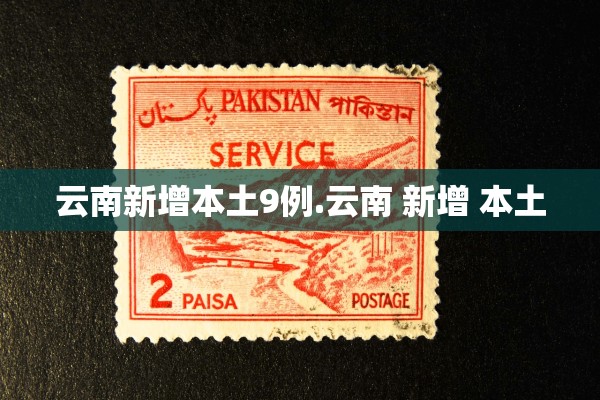 پاکستان PAKISTAN পাকিস্তান
SERVICE
云南新增本土9例.云南 新增 本土
2 PAISA POSTAGE